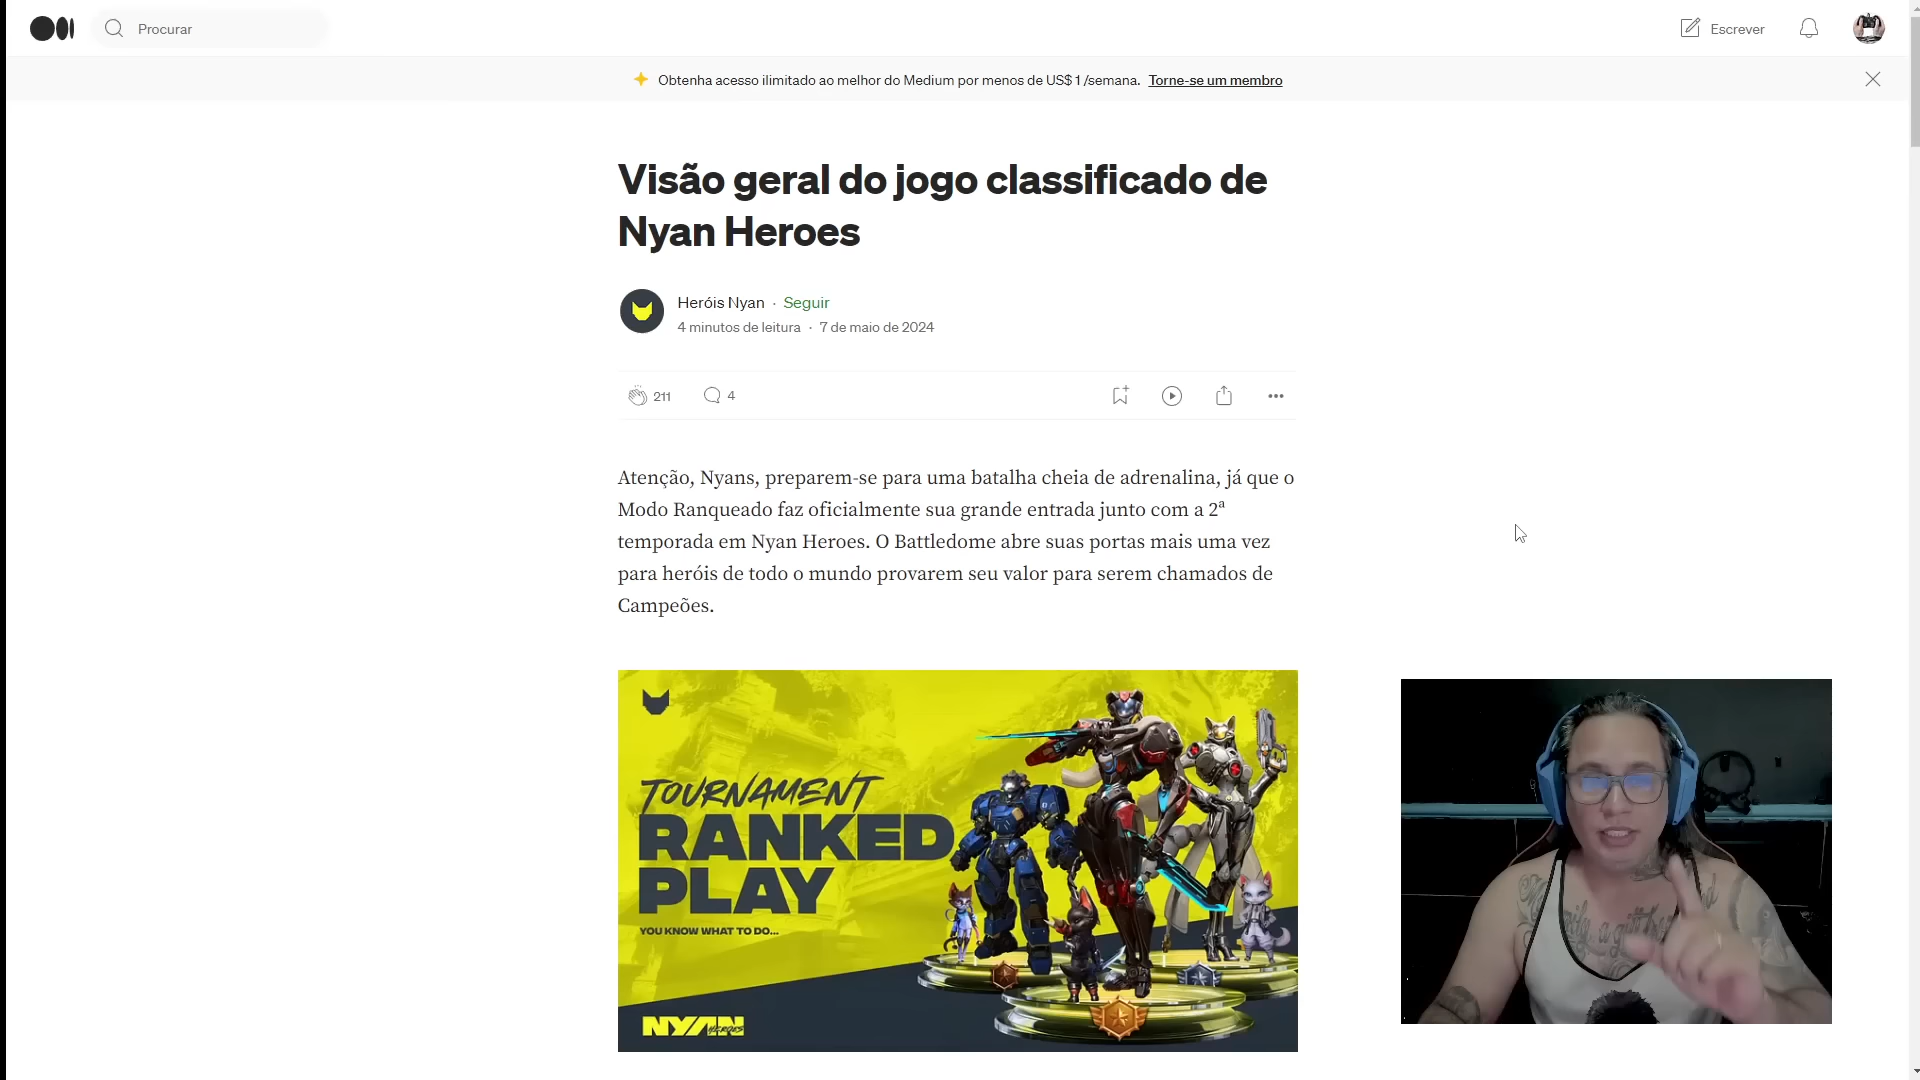 Procurar
Escrever
Obtenha acesso ilimitado ao melhor do Medium por menos de US$ 1 /semana. Torne-se um membro
Visão geral do jogo classificado de
Nyan Heroes
Heróis Nyan · Seguir
4 minutos de leitura · 7 de maio de 2024
211
4
Atenção, Nyans, preparem-se para uma batalha cheia de adrenalina, já que o
Modo Ranqueado faz oficialmente sua grande entrada junto com a 2ª
temporada em Nyan Heroes. O Battledome abre suas portas mais uma vez
para heróis de todo o mundo provarem seu valor para serem chamados de
Campeões.
TOURNAMENT
RANKED
PLAY
YOU KNOW WHAT TO DO...
NYAN HEROES